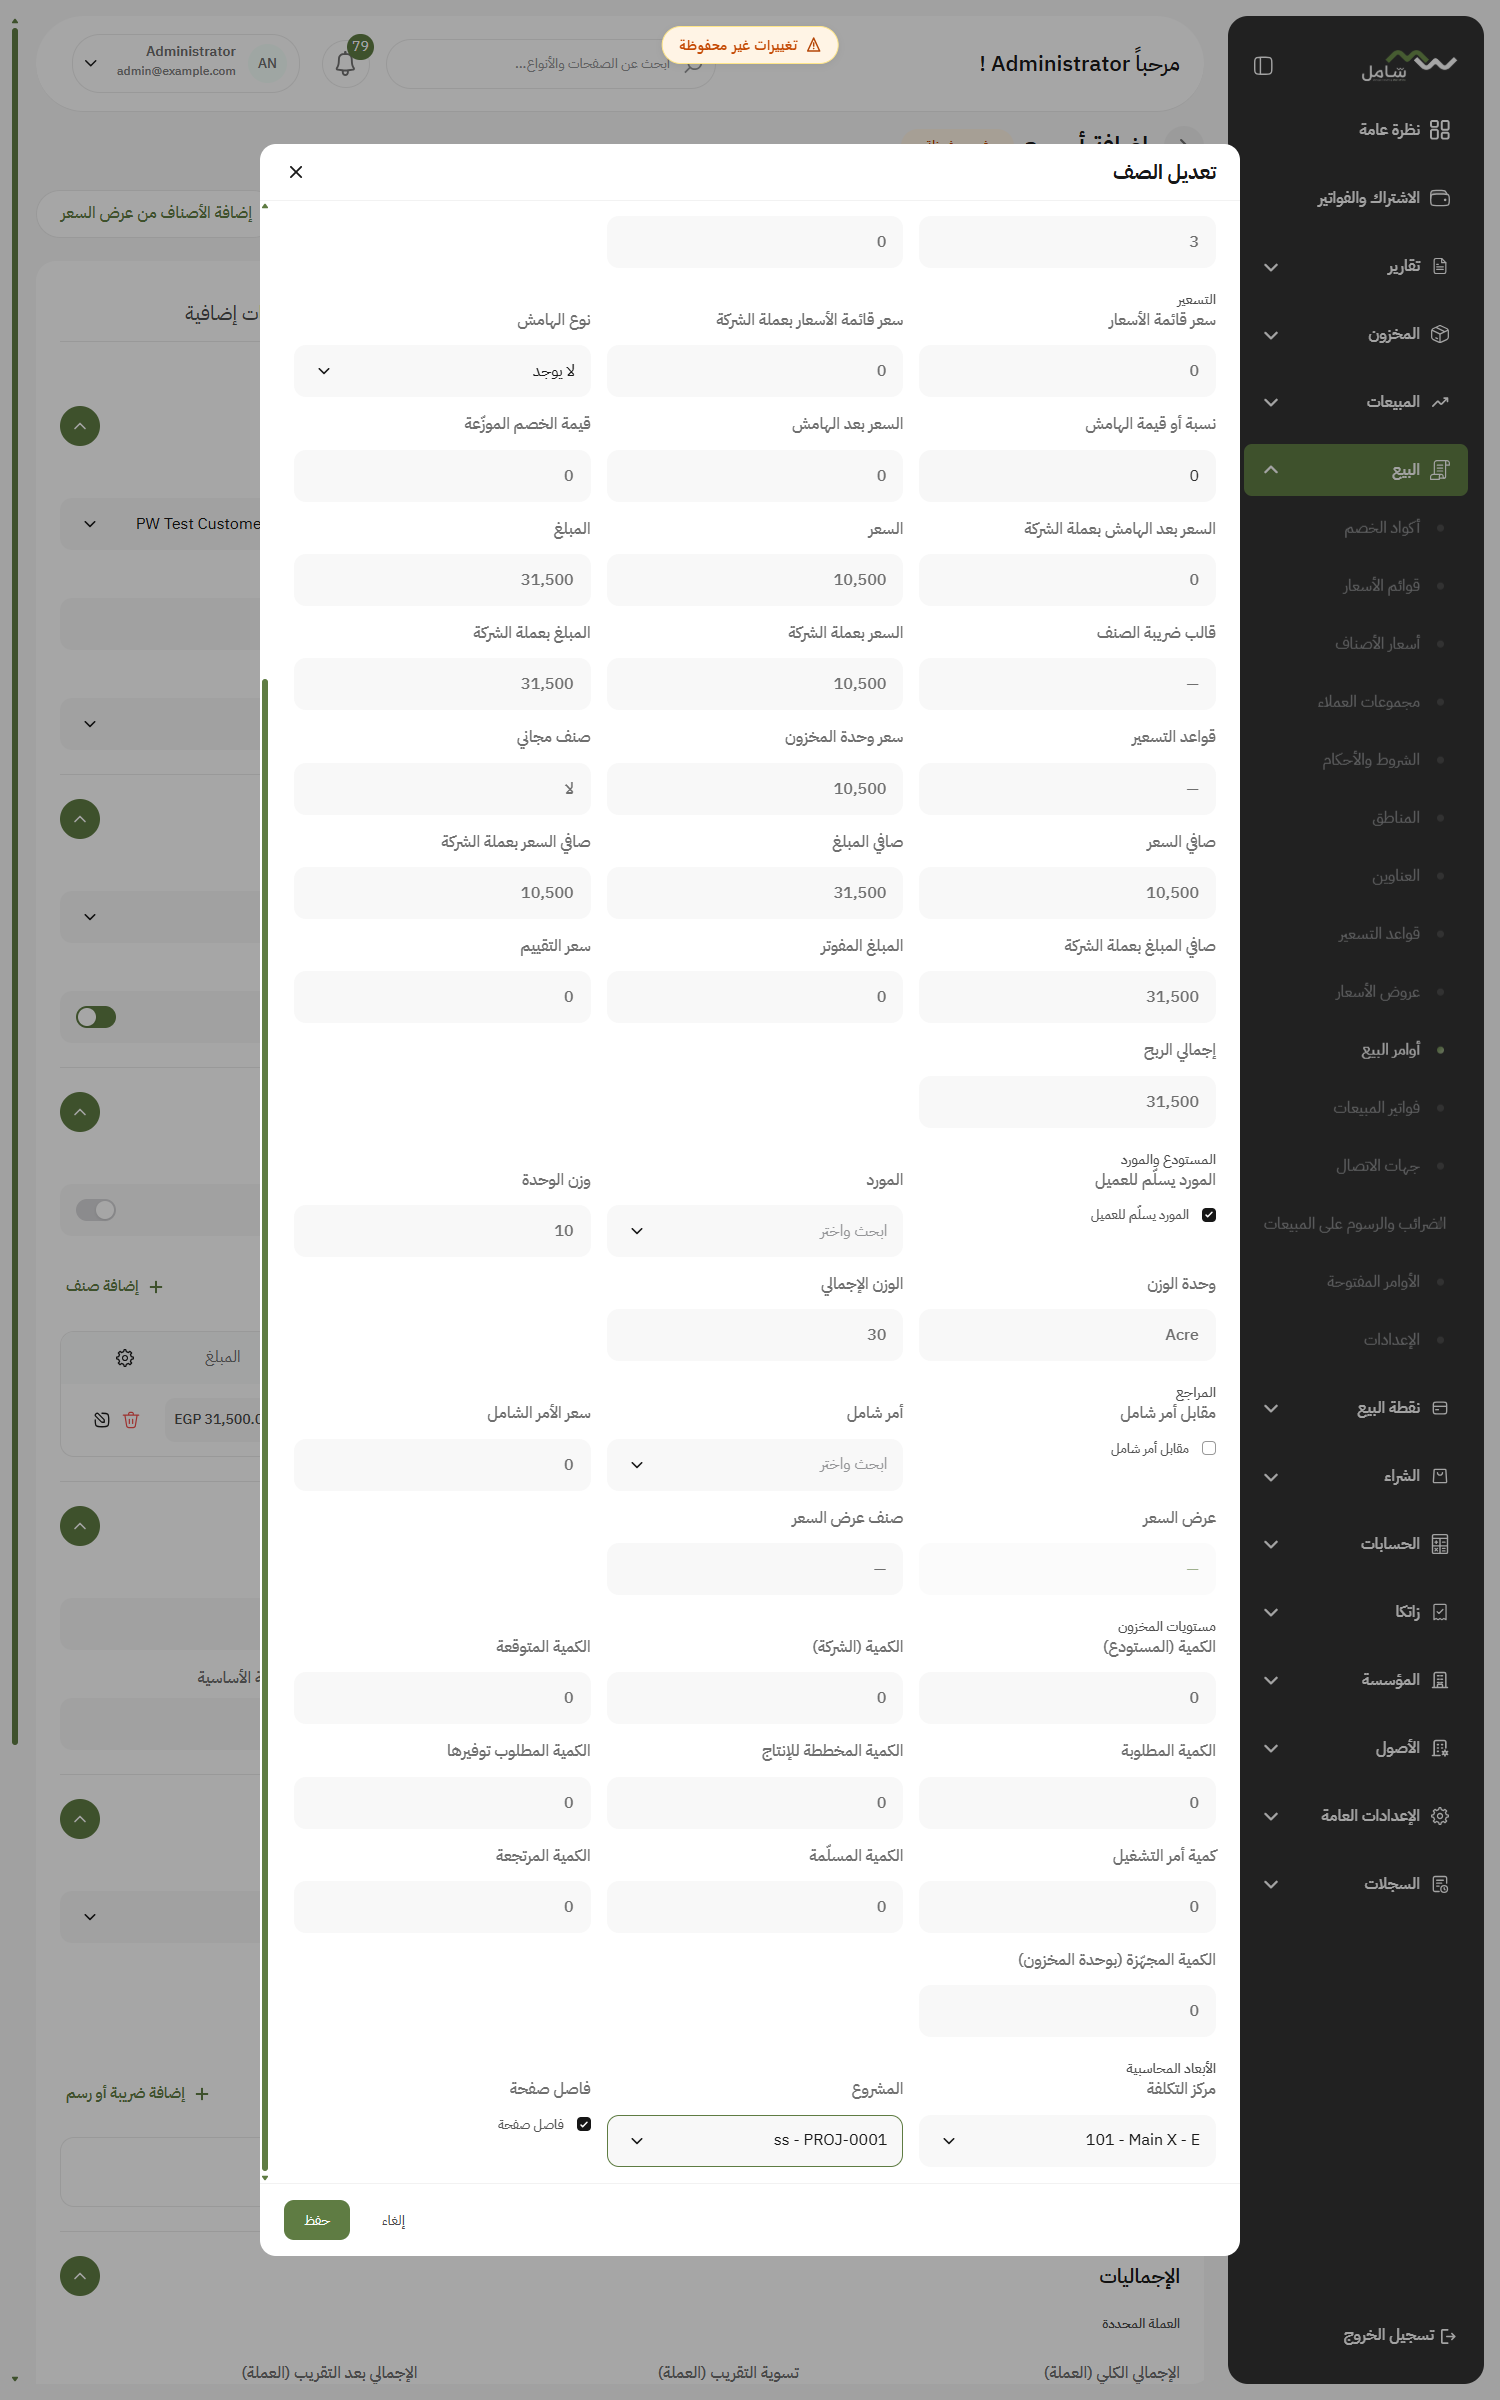 شامل
نظرة عامة
الاشتراك والفواتير
تقارير
المخزون
المبيعات
البيع
أكواد الخصم
قوائم الأسعار
أسعار الأصناف
مجموعات العملاء
الشروط والأحكام
المناطق
العناوين
قواعد التسعير
عروض الأسعار
أوامر البيع
فواتير المبيعات
جهات الاتصال
الضرائب والرسوم على المبيعات
الأوامر المفتوحة
الإعدادات
نقطة البيع
الشراء
الحسابات
زاتكا
المؤسسة
الأصول
الإعدادات العامة
السجلات
تسجيل الخروج
مرحباً Administrator !
تغييرات غير محفوظة
ابحث عن الصفحات والأنواع...
79
AN
Administrator
admin@example.com
إضافة الأصناف من عرض السعر
ت إضافية
PW Test Custome
إضافة صنف
المبلغ
EGP 31,500.0
ة الأساسية
إضافة ضريبة أو رسم
تعديل الصف
3
0
التسعير
سعر قائمة الأسعار
سعر قائمة الأسعار بعملة الشركة
نوع الهامش
0
0
لا يوجد
نسبة أو قيمة الهامش
السعر بعد الهامش
قيمة الخصم الموزّعة
0
0
0
السعر بعد الهامش بعملة الشركة
السعر
المبلغ
0
10,500
31,500
قالب ضريبة الصنف
السعر بعملة الشركة
المبلغ بعملة الشركة
—
10,500
31,500
قواعد التسعير
سعر وحدة المخزون
صنف مجاني
—
10,500
لا
صافي السعر
صافي المبلغ
صافي السعر بعملة الشركة
10,500
31,500
10,500
صافي المبلغ بعملة الشركة
المبلغ المفوتر
سعر التقييم
31,500
0
0
إجمالي الربح
31,500
المستودع والمورد
المورد يسلّم للعميل
المورد
وزن الوحدة
المورد يسلّم للعميل
ابحث واختر
10
وحدة الوزن
الوزن الإجمالي
Acre
30
المراجع
مقابل أمر شامل
أمر شامل
سعر الأمر الشامل
مقابل أمر شامل
ابحث واختر
0
عرض السعر
صنف عرض السعر
—
—
مستويات المخزون
الكمية (المستودع)
الكمية (الشركة)
الكمية المتوقعة
0
0
0
الكمية المطلوبة
الكمية المخططة للإنتاج
الكمية المطلوب توفيرها
0
0
0
كمية أمر التشغيل
الكمية المسلّمة
الكمية المرتجعة
0
0
0
الكمية المجهّزة (بوحدة المخزون)
0
الأبعاد المحاسبية
مركز التكلفة
المشروع
فاصل صفحة
101 - Main X - E
ss - PROJ-0001
فاصل صفحة
إلغاء
حفظ
الإجماليات
العملة المحددة
الإجمالي الكلي (العملة)
تسوية التقريب (العملة)
الإجمالي بعد التقريب (العملة)